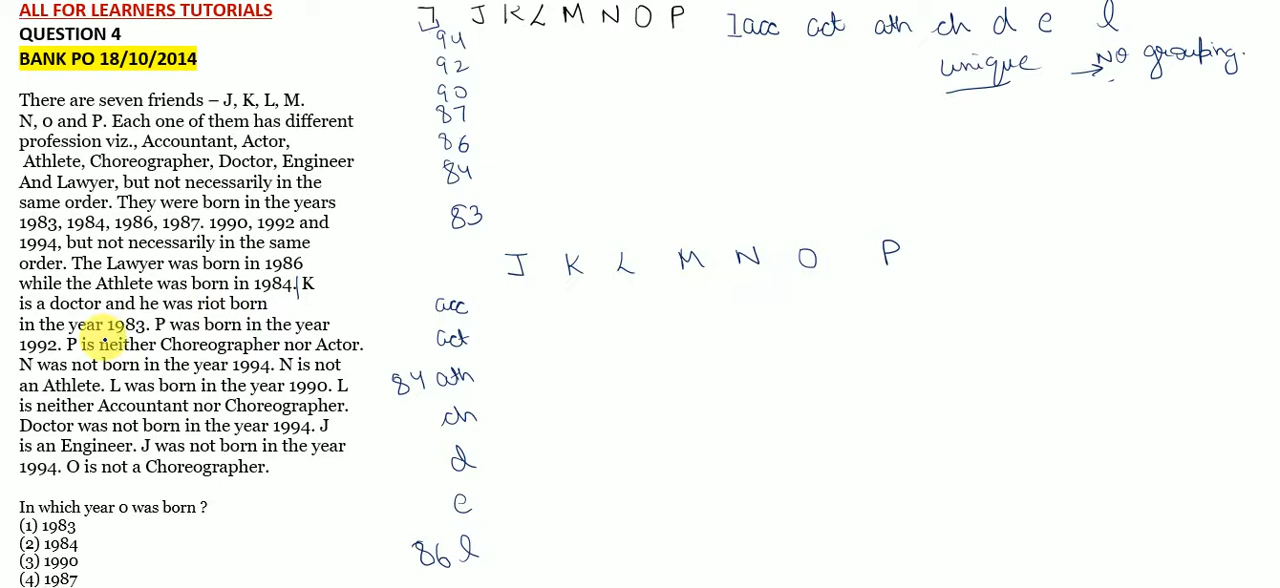 ALL FOR LEARNERS TUTORIALS
QUESTION 4
BANK PO 18/10/2014
There are seven friends – J, K, L, M.
N, 0 and P. Each one of them has different
profession viz., Accountant, Actor,
Athlete, Choreographer, Doctor, Engineer
And Lawyer, but not necessarily in the
same order. They were born in the years
1983, 1984, 1986, 1987. 1990, 1992 and
1994, but not necessarily in the same
order. The Lawyer was born in 1986
while the Athlete was born in 1984. K
is a doctor and he was riot born
in the year 1983. P was born in the year
1992. P is neither Choreographer nor Actor.
N was not born in the year 1994. N is not
an Athlete. L was born in the year 1990. L
is neither Accountant nor Choreographer.
Doctor was not born in the year 1994. J
is an Engineer. J was not born in the year
1994. O is not a Choreographer.
In which year 0 was born ?
(1) 1983
(2) 1984
(3) 1990
(4) 1987
J K L M N O P
acc act ath ch d e l
unique → No grouping.
94
92
90
87
86
84
83
J K L M N O P
acc
act
84 ath
ch
d
e
86 l